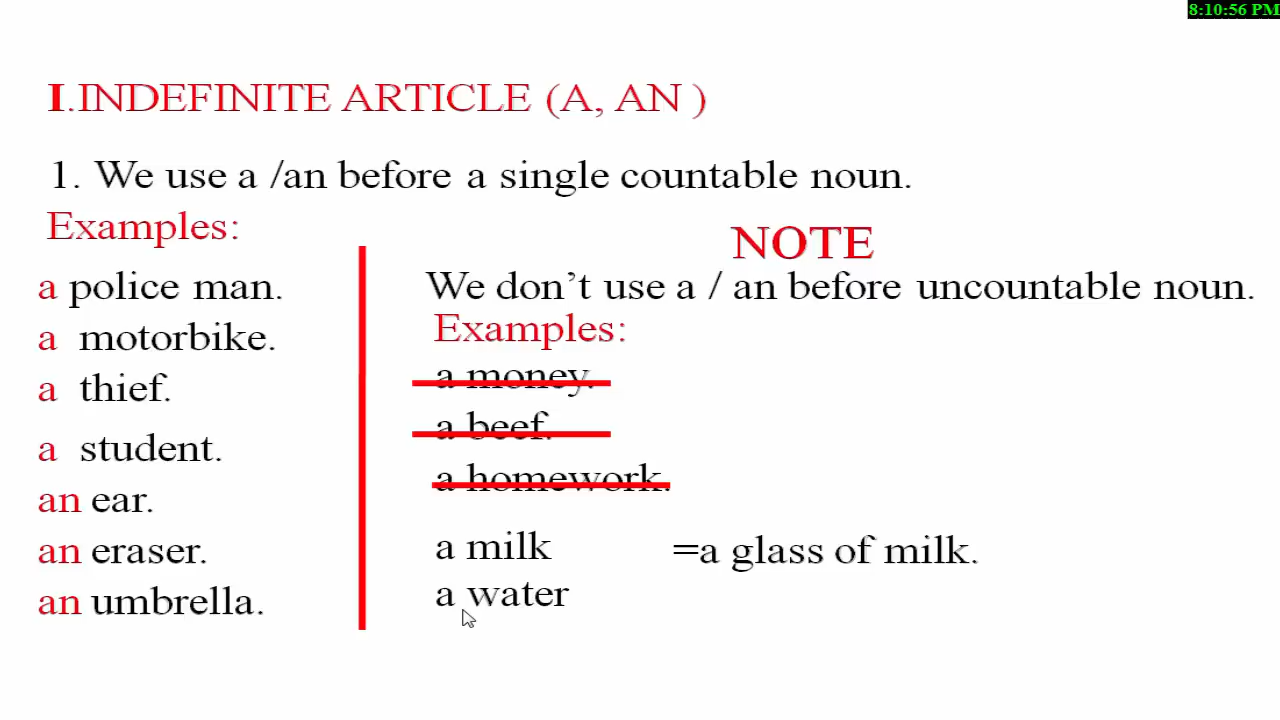 8:10:56 PM
I.INDEFINITE ARTICLE (A, AN )
1. We use a /an before a single countable noun.
Examples:
a police man.
a motorbike.
a thief.
a student.
an ear.
an eraser.
an umbrella.
NOTE
We don’t use a / an before uncountable noun.
Examples:
a money.
a beef.
a homework.
a milk =a glass of milk.
a water